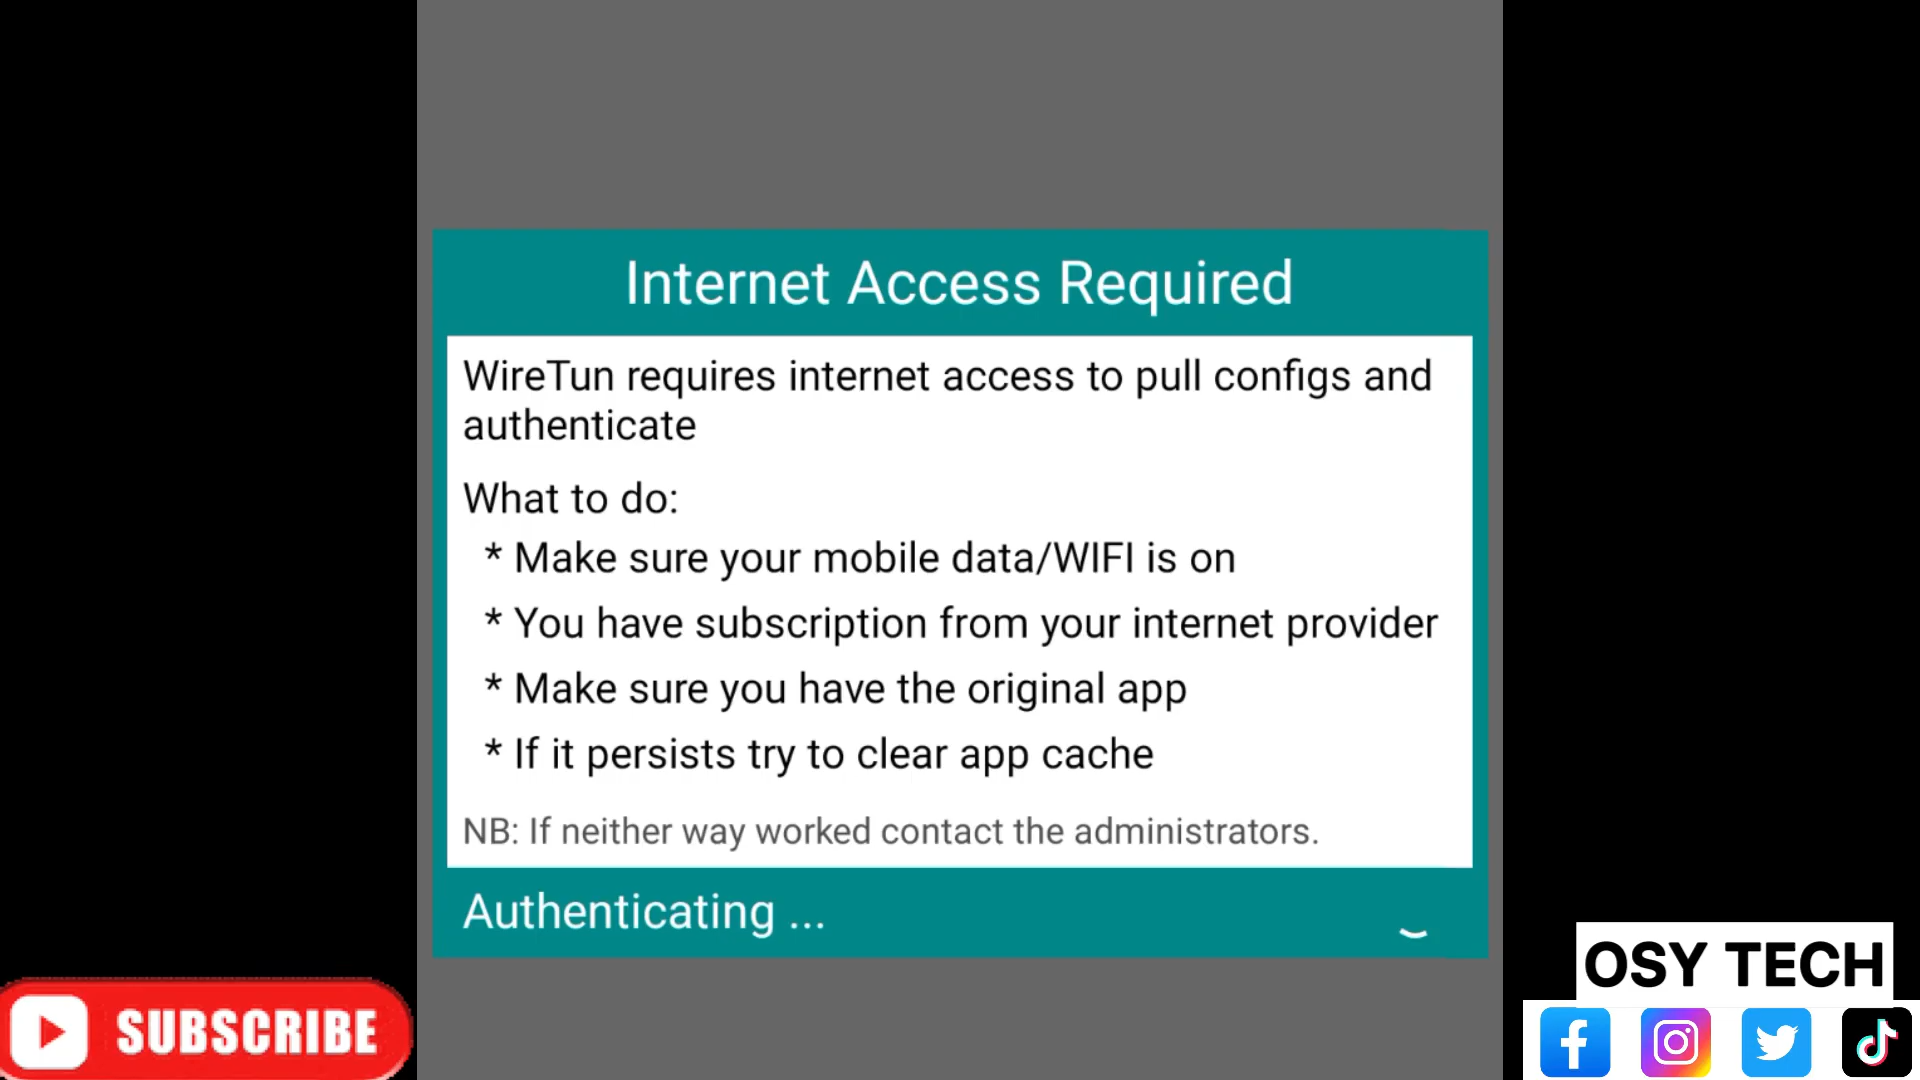 Internet Access Required
WireTun requires internet access to pull configs and
authenticate
What to do:
* Make sure your mobile data/WIFI is on
* You have subscription from your internet provider
* Make sure you have the original app
* If it persists try to clear app cache
NB: If neither way worked contact the administrators.
Authenticating ...
SUBSCRIBE
OSY TECH